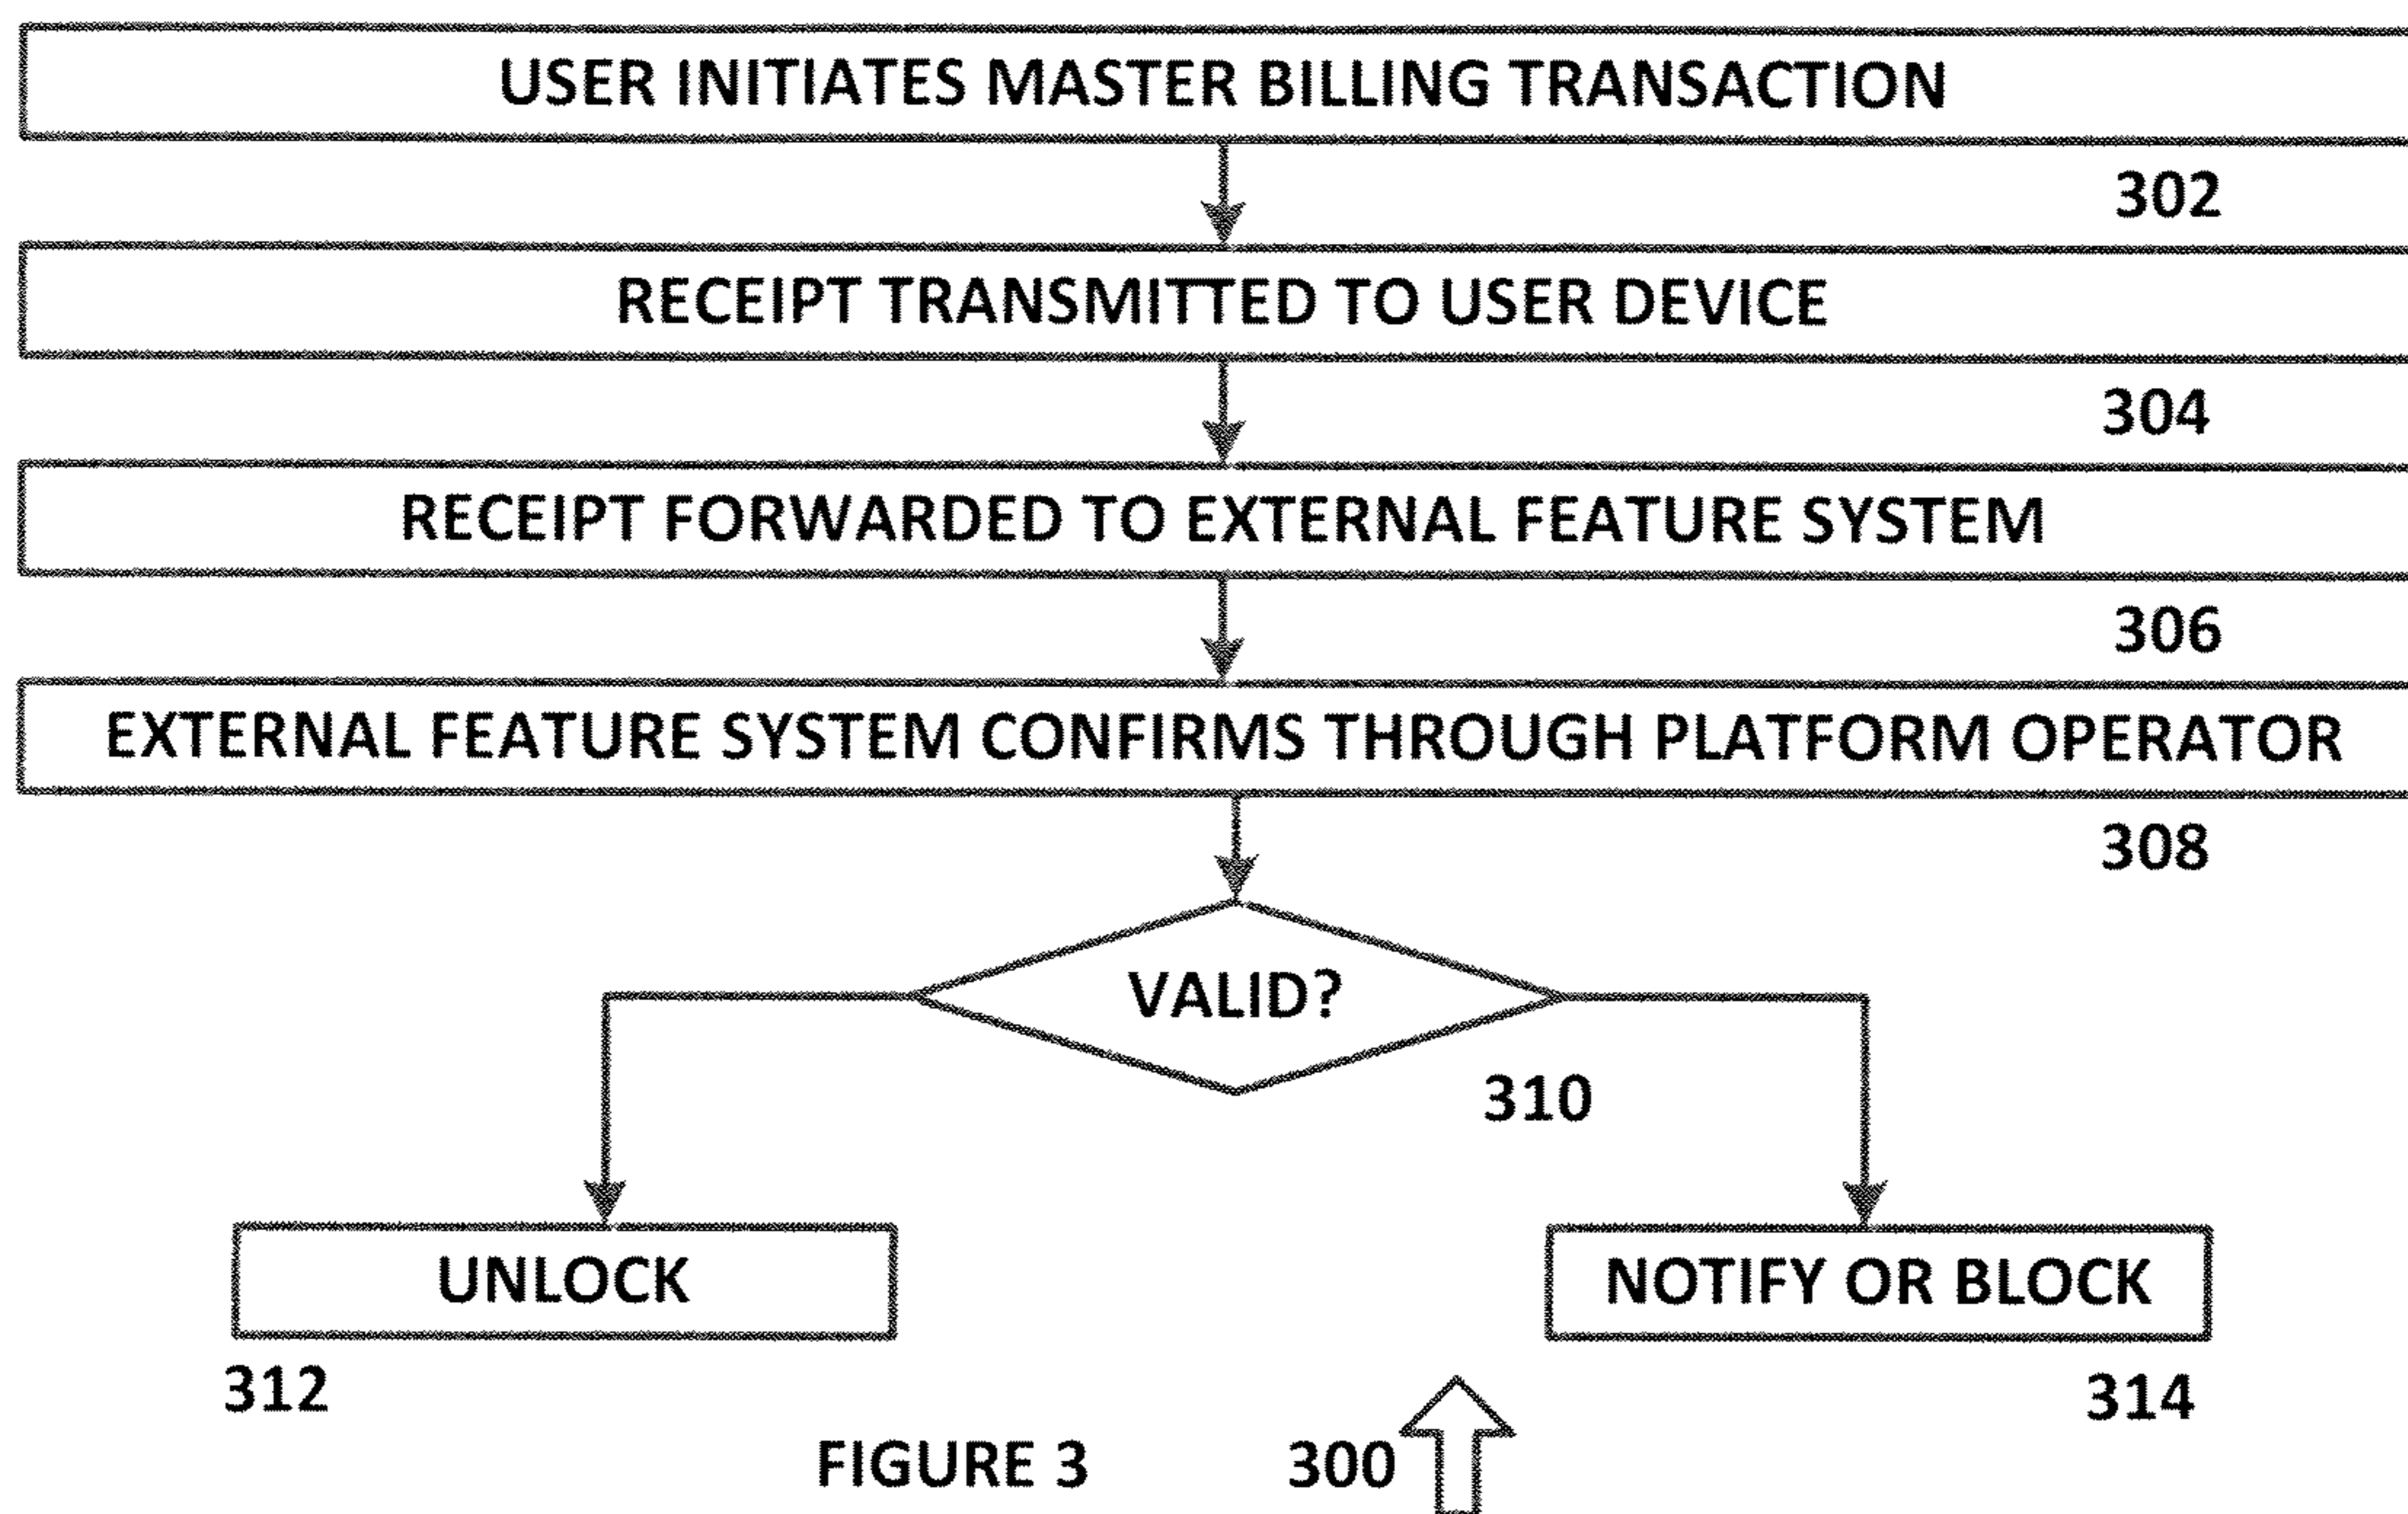 USER INITIATES MASTER BILLING TRANSACTION
302
RECEIPT TRANSMITTED TO USER DEVICE
304
RECEIPT FORWARDED TO EXTERNAL FEATURE SYSTEM
306
EXTERNAL FEATURE SYSTEM CONFIRMS THROUGH PLATFORM OPERATOR
308
VALID?
310
UNLOCK
NOTIFY OR BLOCK
312
314
FIGURE 3
300